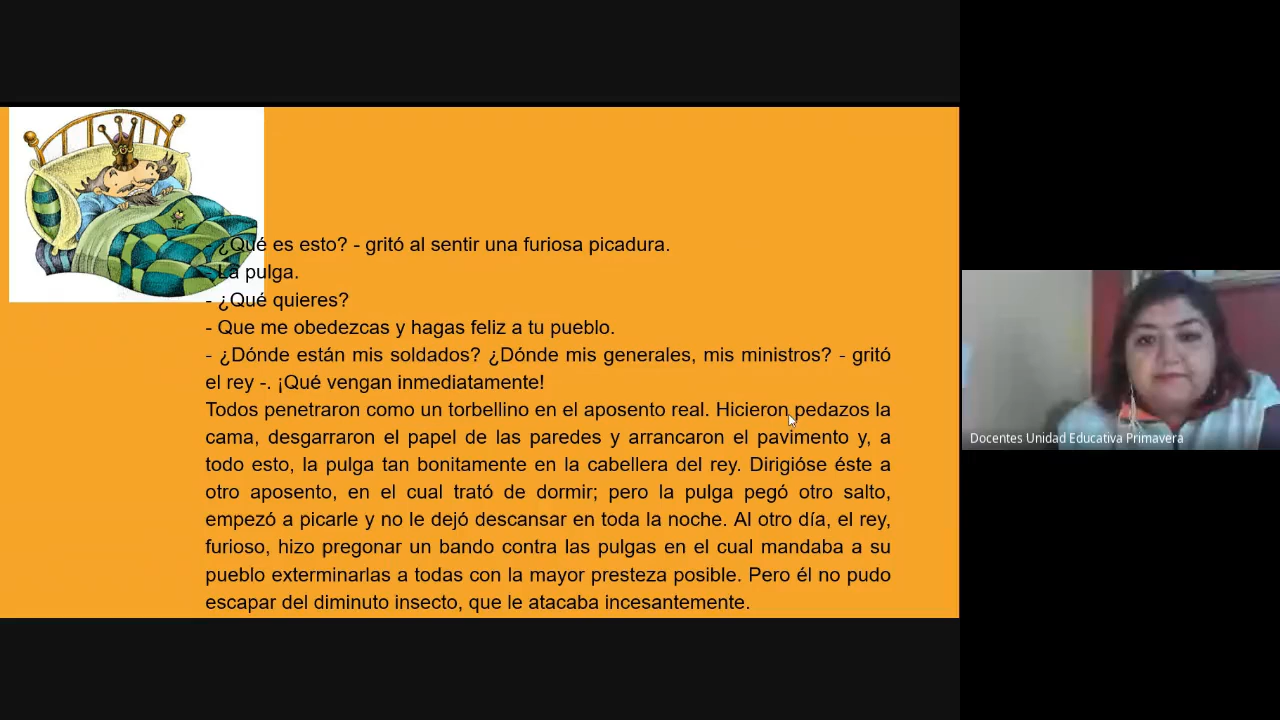 - ¿Qué es esto? - gritó al sentir una furiosa picadura.
- La pulga.
- ¿Qué quieres?
- Que me obedezcas y hagas feliz a tu pueblo.
- ¿Dónde están mis soldados? ¿Dónde mis generales, mis ministros? - gritó
el rey -. ¡Qué vengan inmediatamente!
Todos penetraron como un torbellino en el aposento real. Hicieron pedazos la
cama, desgarraron el papel de las paredes y arrancaron el pavimento y, a
todo esto, la pulga tan bonitamente en la cabellera del rey. Dirigióse éste a
otro aposento, en el cual trató de dormir; pero la pulga pegó otro salto,
empezó a picarle y no le dejó descansar en toda la noche. Al otro día, el rey,
furioso, hizo pregonar un bando contra las pulgas en el cual mandaba a su
pueblo exterminarlas a todas con la mayor presteza posible. Pero él no pudo
escapar del diminuto insecto, que le atacaba incesantemente.
Docentes Unidad Educativa Primavera